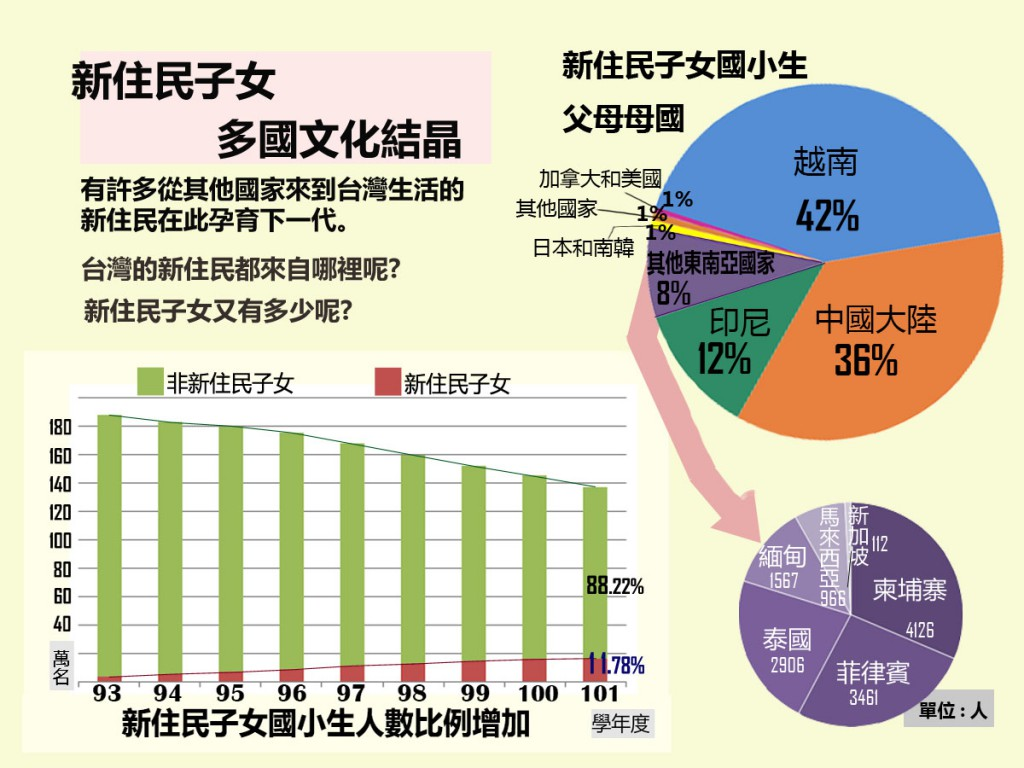 新住民子女
多國文化結晶
有許多從其他國家來到台灣生活的
新住民在此孕育下一代。
台灣的新住民都來自哪裡呢?
新住民子女又有多少呢?
新住民子女國小生
父母母國
越南
42%
中國大陸
36%
印尼
12%
其他東南亞國家
8%
加拿大和美國
1%
其他國家
1%
日本和南韓
1%
非新住民子女
新住民子女
180
160
140
120
100
80
60
40
萬
名
88.22%
11.78%
93 94 95 96 97 98 99 100 101
新住民子女國小生人數比例增加
學年度
新加坡
112
馬來西亞
966
緬甸
1567
柬埔寨
4126
泰國
2906
菲律賓
3461
單位 : 人